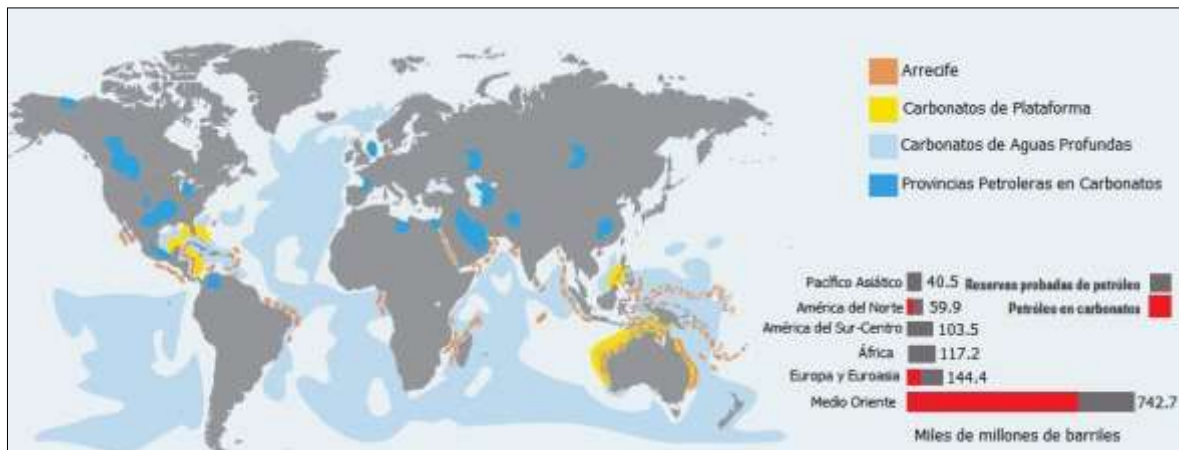 Arrecife
Carbonatos de Plataforma
Carbonatos de Aguas Profundas
Provincias Petroleras en Carbonatos
Pacífico Asiático 40.5 Reservas probadas de petróleo
América del Norte 59.9 Petróleo en carbonatos
América del Sur-Centro 103.5
África 117.2
Europa y Euroasia 144.4
Medio Oriente 742.7
Miles de millones de barriles